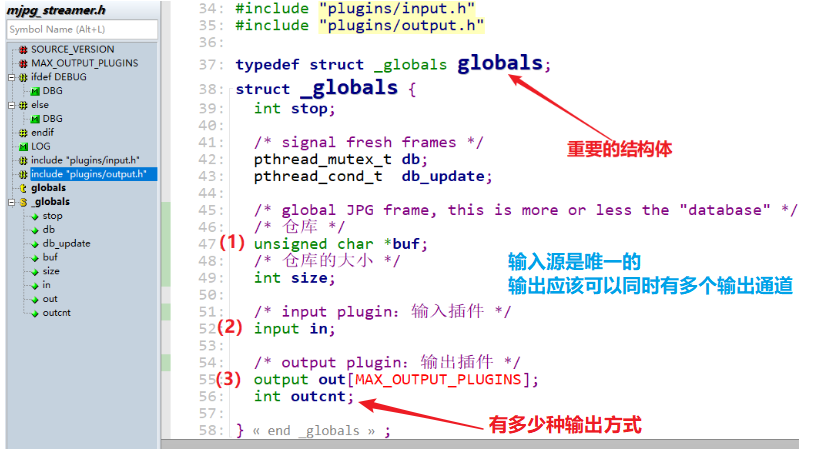 mjpg_streamer.h
Symbol Name (Alt+L)
SOURCE_VERSION
MAX_OUTPUT_PLUGINS
ifdef DEBUG
DBG
else
DBG
endif
LOG
include "plugins/input.h"
include "plugins/output.h"
globals
_globals
stop
db
db_update
buf
size
in
out
outcnt
34: #include "plugins/input.h"
35: #include "plugins/output.h"
36:
37: typedef struct _globals globals;
38: struct _globals {
39: int stop;
40:
41: /* signal fresh frames */
42: pthread_mutex_t db;
43: pthread_cond_t db_update;
44:
45: /* global JPG frame, this is more or less the "database" */
46: /* 仓库 */
47: unsigned char *buf;
48: /* 仓库的大小 */
49: int size;
50:
51: /* input plugin：输入插件 */
52: input in;
53:
54: /* output plugin：输出插件 */
55: output out[MAX_OUTPUT_PLUGINS];
56: int outcnt;
57:
58: } « end _globals » ;
重要的结构体
(1)
输入源是唯一的
输出应该可以同时有多个输出通道
(2)
(3)
有多少种输出方式